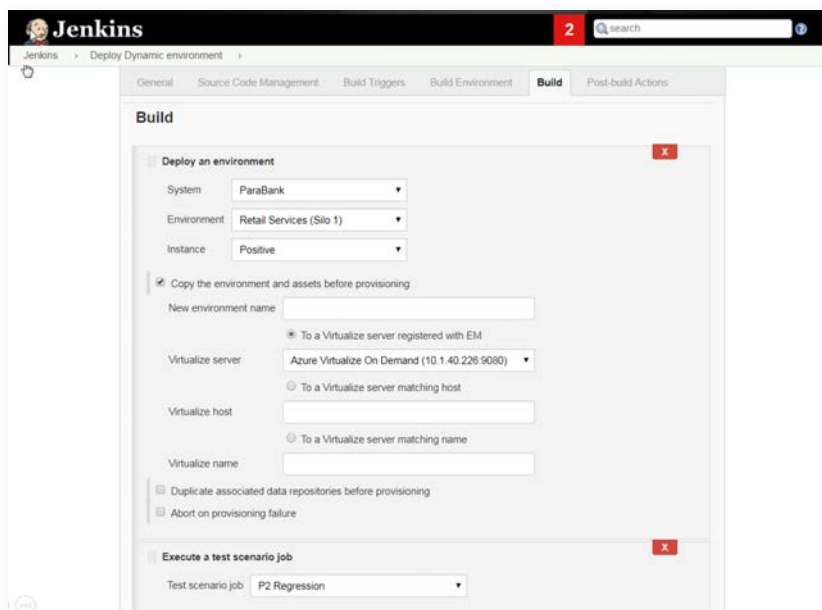 Jenkins
2
search
Jenkins › Deploy Dynamic environment ›
General Source Code Management Build Triggers Build Environment Build Post-build Actions
Build
X
Deploy an environment
System ParaBank
Environment Retail Services (Silo 1)
Instance Positive
Copy the environment and assets before provisioning
New environment name
To a Virtualize server registered with EM
Virtualize server Azure Virtualize On Demand (10.1.40.226:9080)
To a Virtualize server matching host
Virtualize host
To a Virtualize server matching name
Virtualize name
Duplicate associated data repositories before provisioning
Abort on provisioning failure
X
Execute a test scenario job
Test scenario job P2 Regression